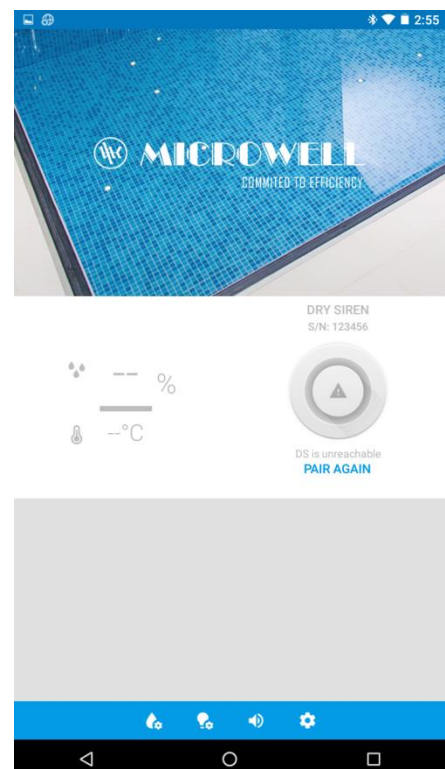 2:55
MICROWELL
COMMITED TO EFFICIENCY
DRY SIREN
S/N: 123456
-- %
--°C
DS is unreachable
PAIR AGAIN